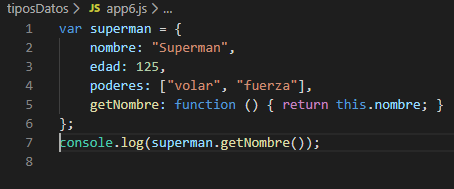 tiposDatos > JS app6.js > ...
1 var superman = {
2     nombre: "Superman",
3     edad: 125,
4     poderes: ["volar", "fuerza"],
5     getNombre: function () { return this.nombre; }
6 };
7 console.log(superman.getNombre());
8